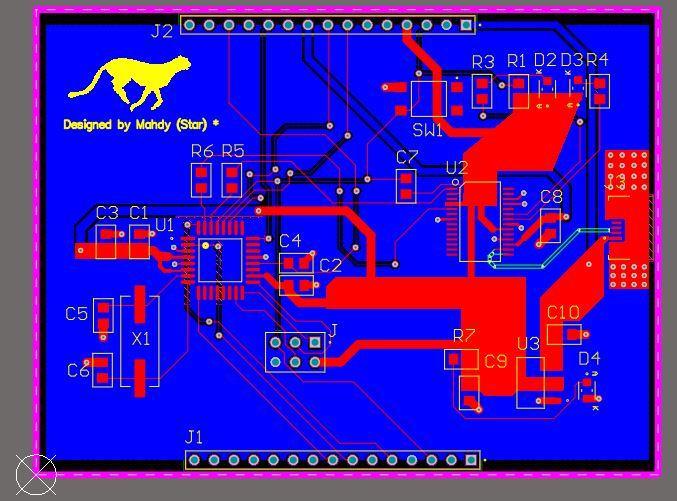 J2
R3 R1 D2 D3 R4
K K
A A
Designed by Mahdy (Star) *
SW1
R6 R5
C7
U2
J3
C3 C1 U1
C8
C4
C2
C5
X1
J
C10
R7
U3
C6
C9
D4
A
K
J1